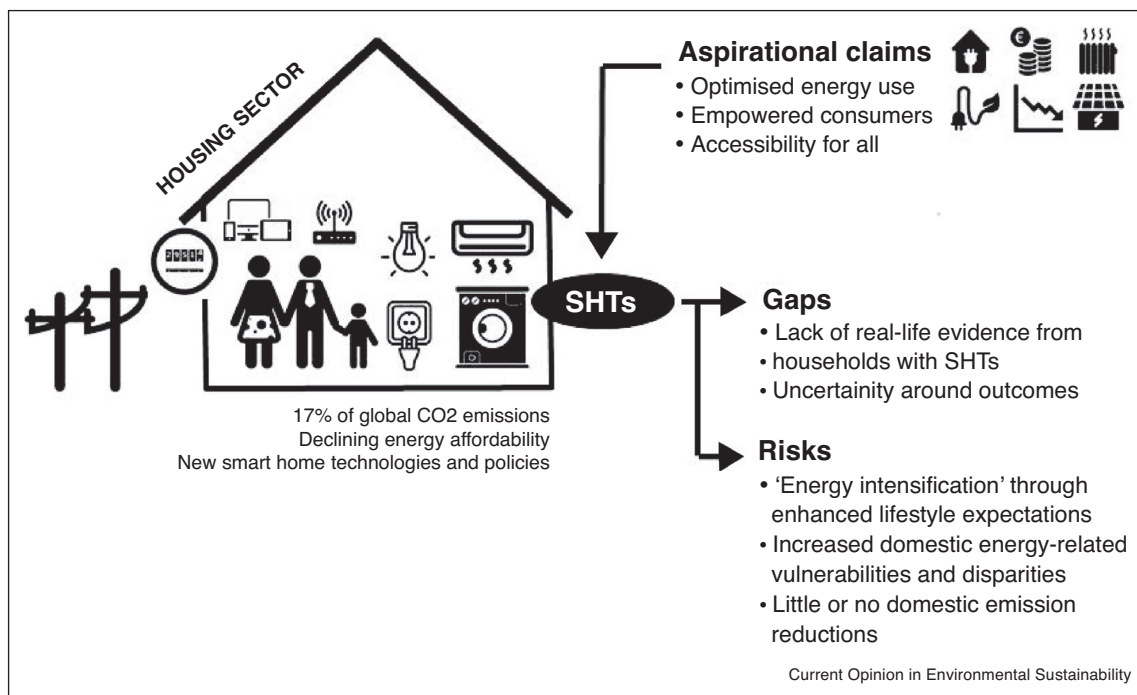 HOUSING SECTOR
Aspirational claims
• Optimised energy use
• Empowered consumers
• Accessibility for all
SHTs
17% of global CO2 emissions
Declining energy affordability
New smart home technologies and policies
Gaps
• Lack of real-life evidence from
• households with SHTs
• Uncertainity around outcomes
Risks
• ‘Energy intensification’ through
enhanced lifestyle expectations
• Increased domestic energy-related
vulnerabilities and disparities
• Little or no domestic emission
reductions
Current Opinion in Environmental Sustainability